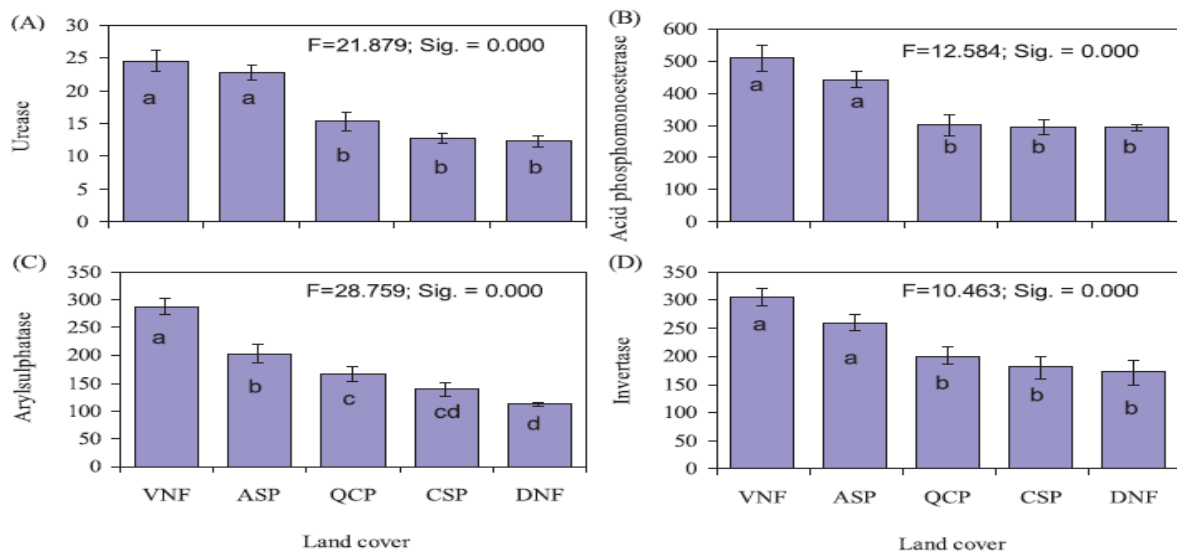 (A)
Urease
30
25
20
15
10
5
0
F=21.879; Sig. = 0.000
a
a
b
b
b
(B)
Acid phosphomonoesterase
600
500
400
300
200
100
0
F=12.584; Sig. = 0.000
a
a
b
b
b
(C)
Arylsulphatase
350
300
250
200
150
100
50
0
F=28.759; Sig. = 0.000
a
b
c
cd
d
VNF ASP QCP CSP DNF
Land cover
(D)
Invertase
350
300
250
200
150
100
50
0
F=10.463; Sig. = 0.000
a
a
b
b
b
VNF ASP QCP CSP DNF
Land cover